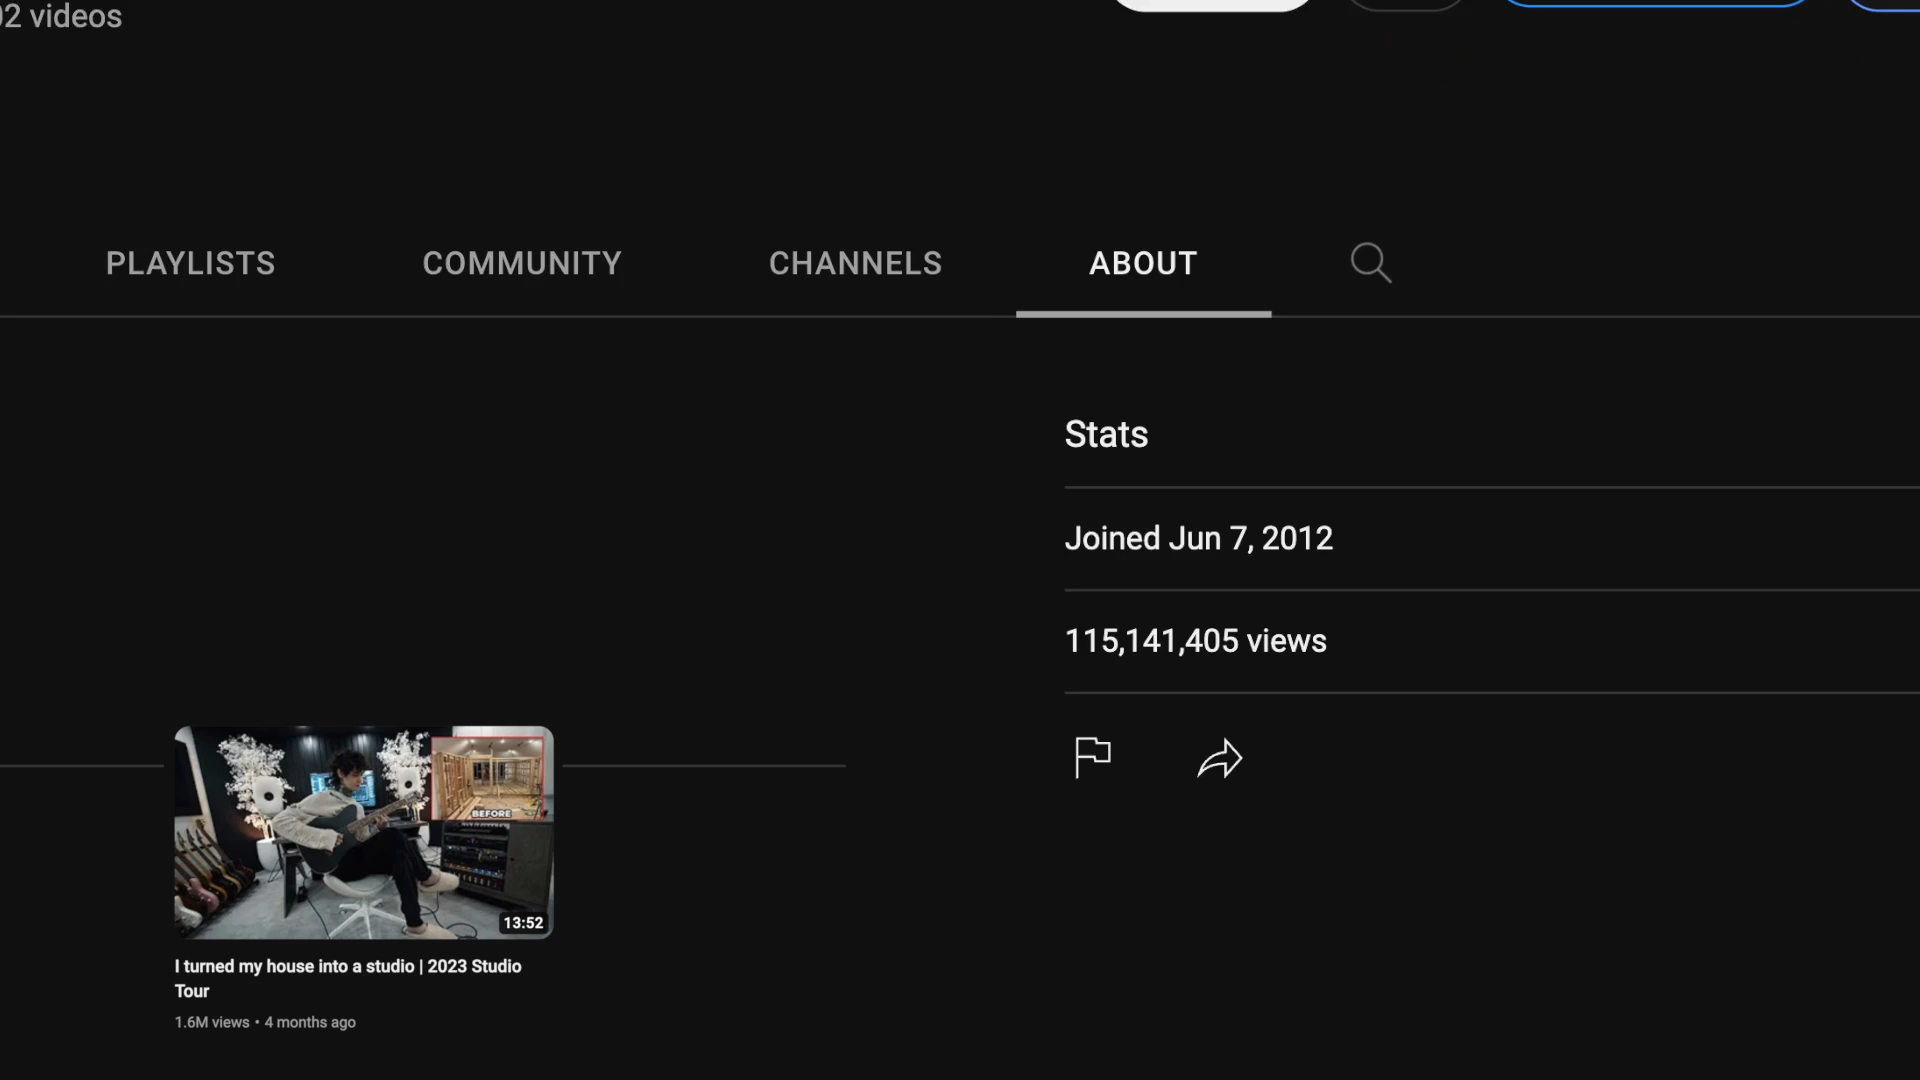 02 videos
PLAYLISTS COMMUNITY CHANNELS ABOUT
Stats
Joined Jun 7, 2012
115,141,405 views
BEFORE
13:52
I turned my house into a studio | 2023 Studio
Tour
1.6M views • 4 months ago